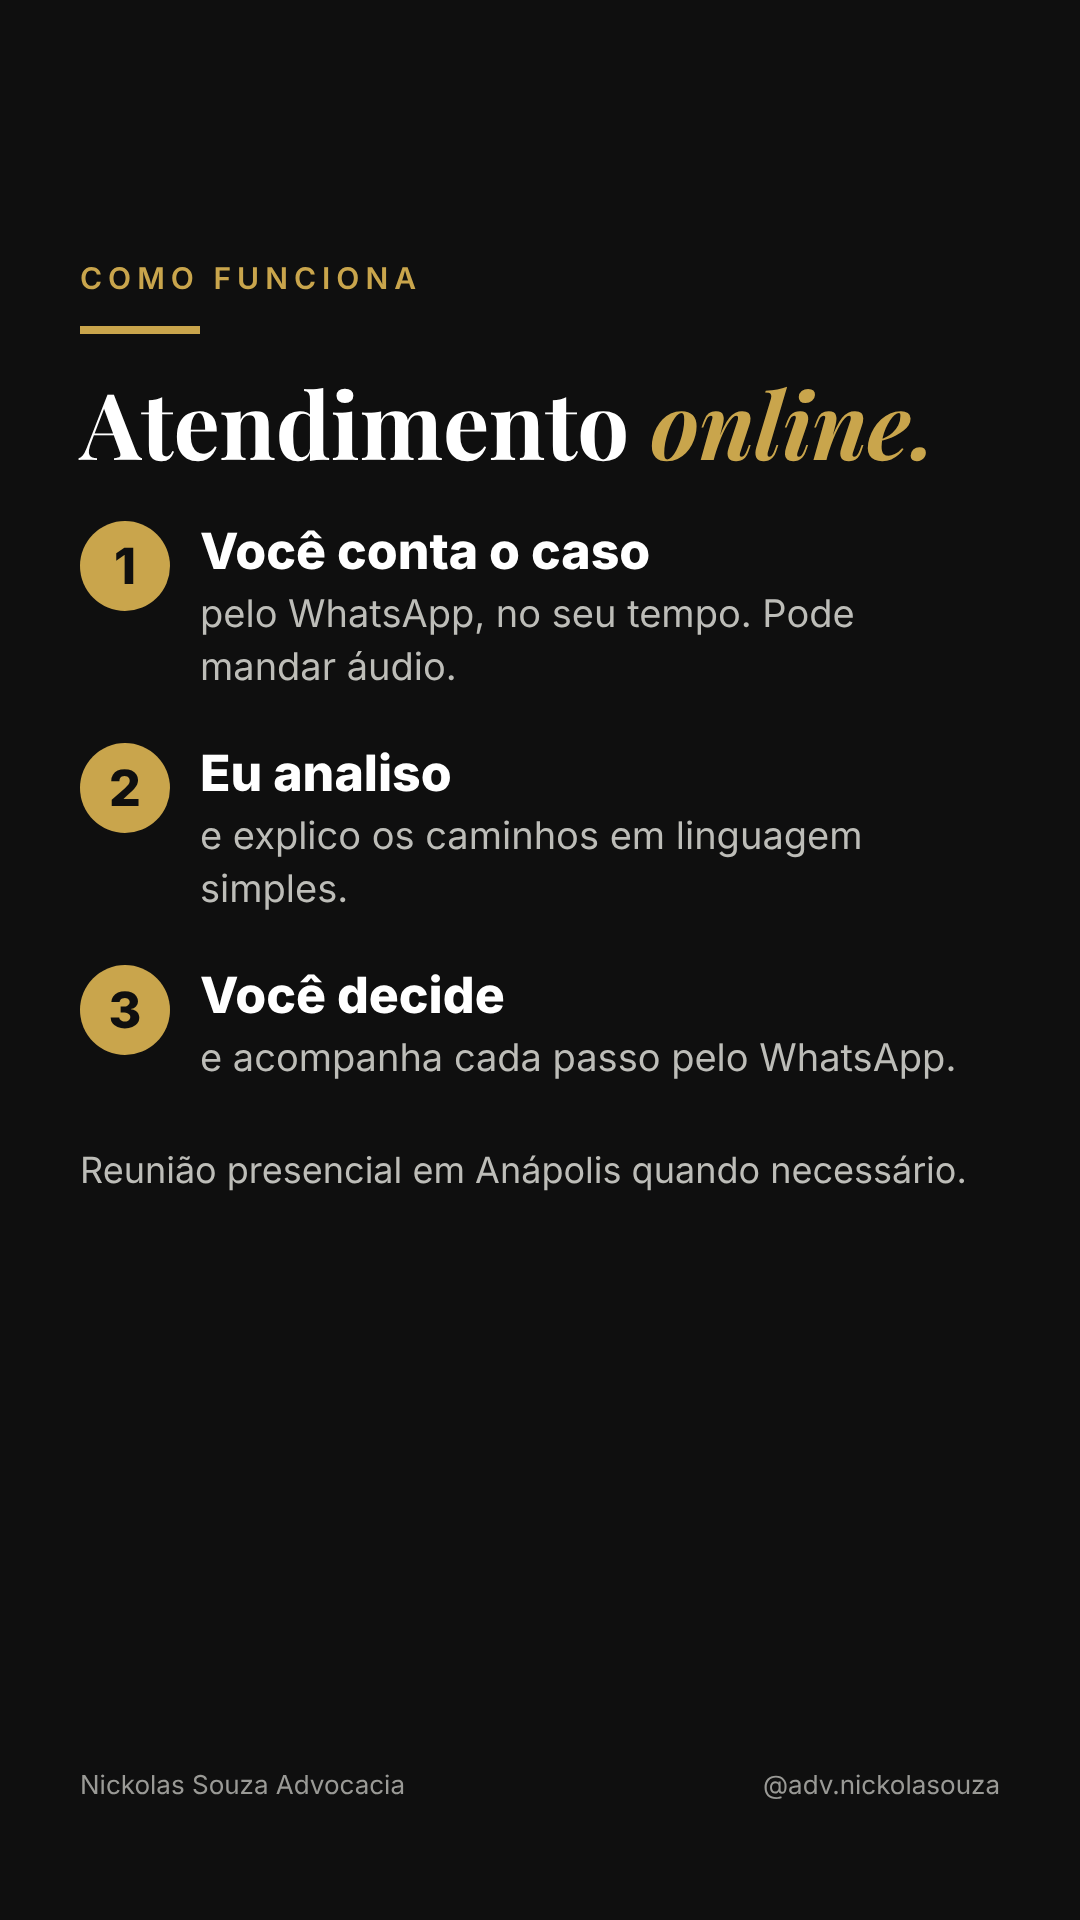 COMO FUNCIONA
Atendimento online.
1
Você conta o caso
pelo WhatsApp, no seu tempo. Pode
mandar áudio.
2
Eu analiso
e explico os caminhos em linguagem
simples.
3
Você decide
e acompanha cada passo pelo WhatsApp.
Reunião presencial em Anápolis quando necessário.
Nickolas Souza Advocacia
@adv.nickolasouza